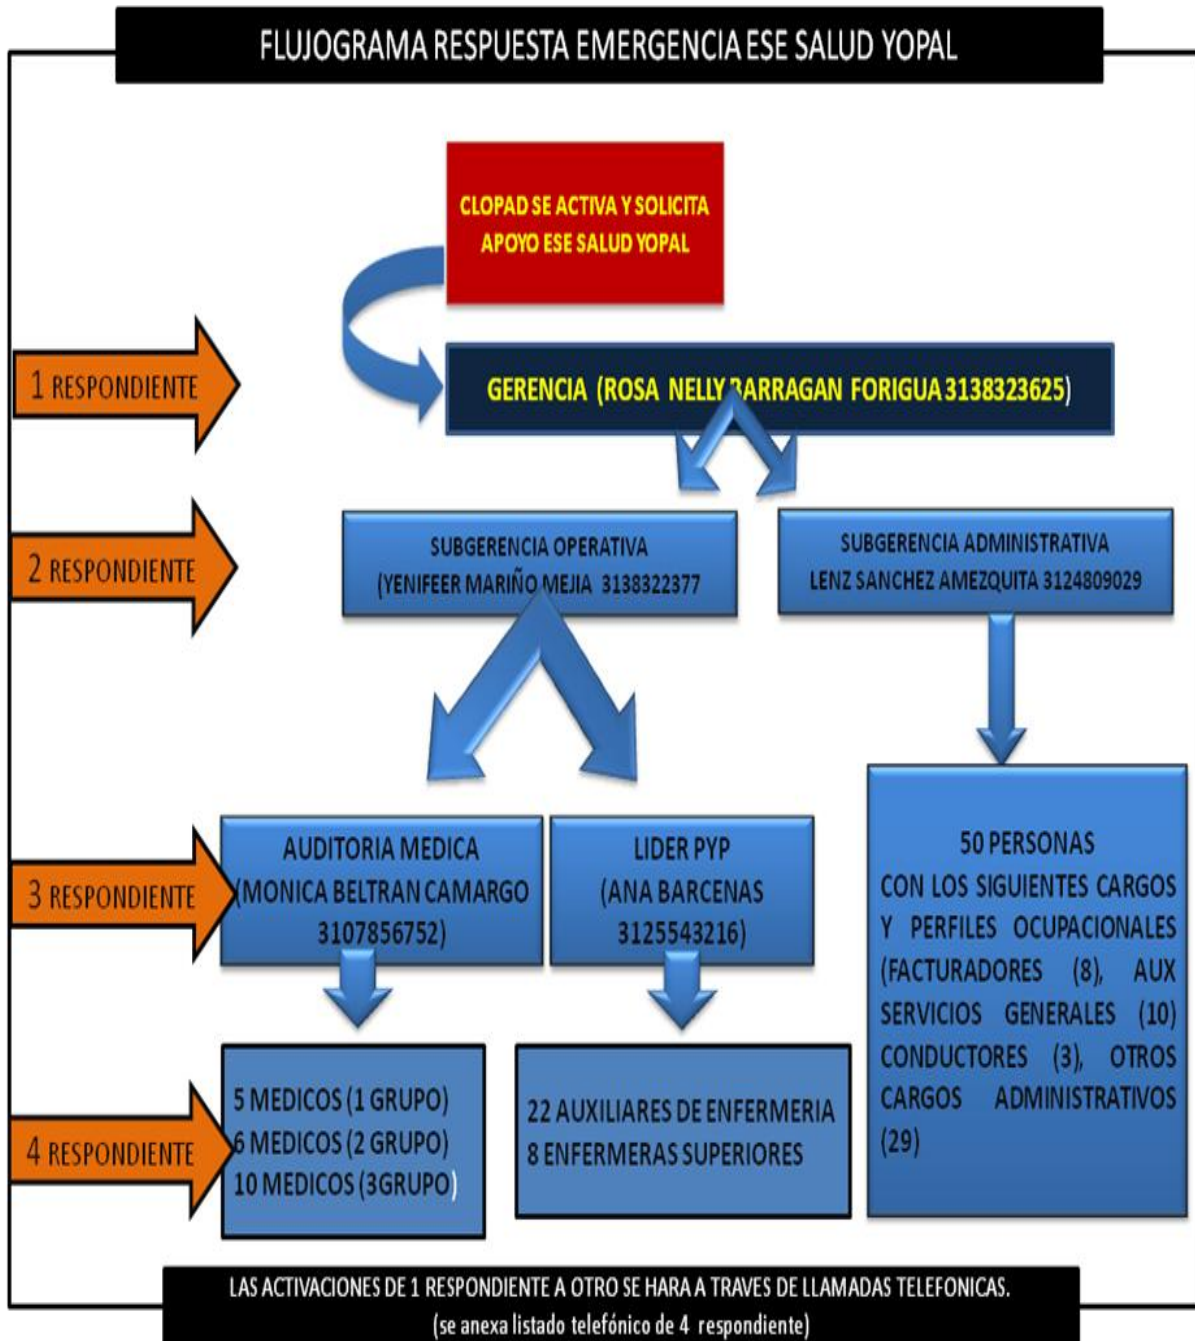 FLUJOGRAMA RESPUESTA EMERGENCIA ESE SALUD YOPAL
CLOPAD SE ACTIVA Y SOLICITA
APOYO ESE SALUD YOPAL
1 RESPONDIENTE
GERENCIA (ROSA NELLY BARRAGAN FORIGUA 3138323625)
2 RESPONDIENTE
SUBGERENCIA OPERATIVA
(YENIFEER MARIÑO MEJIA 3138322377
SUBGERENCIA ADMINISTRATIVA
LENZ SANCHEZ AMEZQUITA 3124809029
3 RESPONDIENTE
AUDITORIA MEDICA
(MONICA BELTRAN CAMARGO
3107856752)
LIDER PYP
(ANA BARCENAS
3125543216)
50 PERSONAS
CON LOS SIGUIENTES CARGOS
Y PERFILES OCUPACIONALES
(FACTURADORES (8), AUX
SERVICIOS GENERALES (10)
CONDUCTORES (3), OTROS
CARGOS ADMINISTRATIVOS
(29)
4 RESPONDIENTE
5 MEDICOS (1 GRUPO)
6 MEDICOS (2 GRUPO)
10 MEDICOS (3GRUPO)
22 AUXILIARES DE ENFERMERIA
8 ENFERMERAS SUPERIORES
LAS ACTIVACIONES DE 1 RESPONDIENTE A OTRO SE HARA A TRAVES DE LLAMADAS TELEFONICAS.
(se anexa listado telefónico de 4 respondiente)